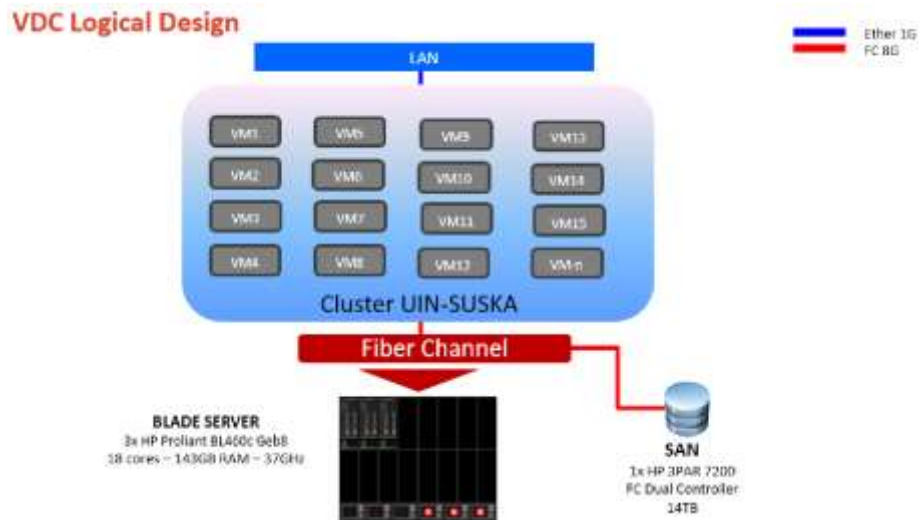 VDC Logical Design
Ether 1G
FC 8G
LAN
VM1
VM5
VM9
VM13
VM2
VM6
VM10
VM14
VM3
VM7
VM11
VM15
VM4
VM8
VM12
VM-n
Cluster UIN-SUSKA
Fiber Channel
BLADE SERVER
3x HP Proliant BL460c Geb8
18 cores – 143GB RAM – 37GHz
SAN
1x HP 3PAR 7200
FC Dual Controller
14TB